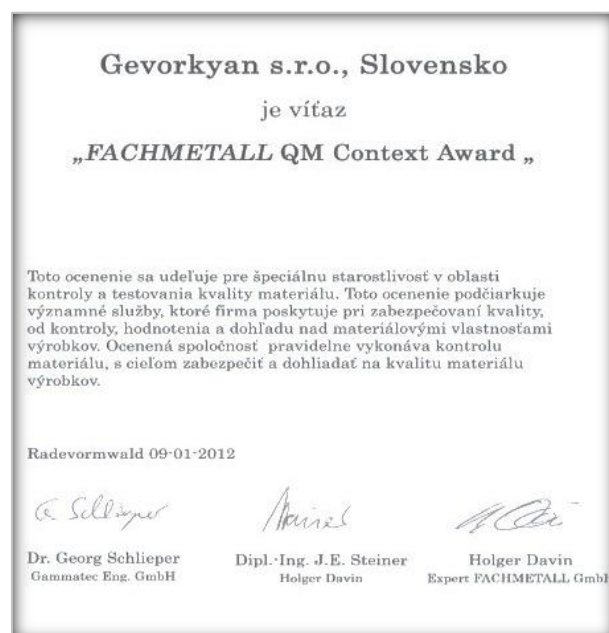 Gevorkyan s.r.o., Slovensko
je víťaz
„FACHMETALL QM Context Award „
Toto ocenenie sa udeľuje pre špeciálnu starostlivosť v oblasti
kontroly a testovania kvality materiálu. Toto ocenenie podčiarkuje
významné služby, ktoré firma poskytuje pri zabezpečovaní kvality,
od kontroly, hodnotenia a dohľadu nad materiálovými vlastnosťami
výrobkov. Ocenená spoločnosť pravidelne vykonáva kontrolu
materiálu, s cieľom zabezpečiť a dohliadať na kvalitu materiálu
výrobkov.
Radevormwald 09-01-2012
G Schlieper
Dr. Georg Schlieper Dipl.-Ing. J.E. Steiner Holger Davin
Gammatec Eng. GmbH Holger Davin Expert FACHMETALL GmbH